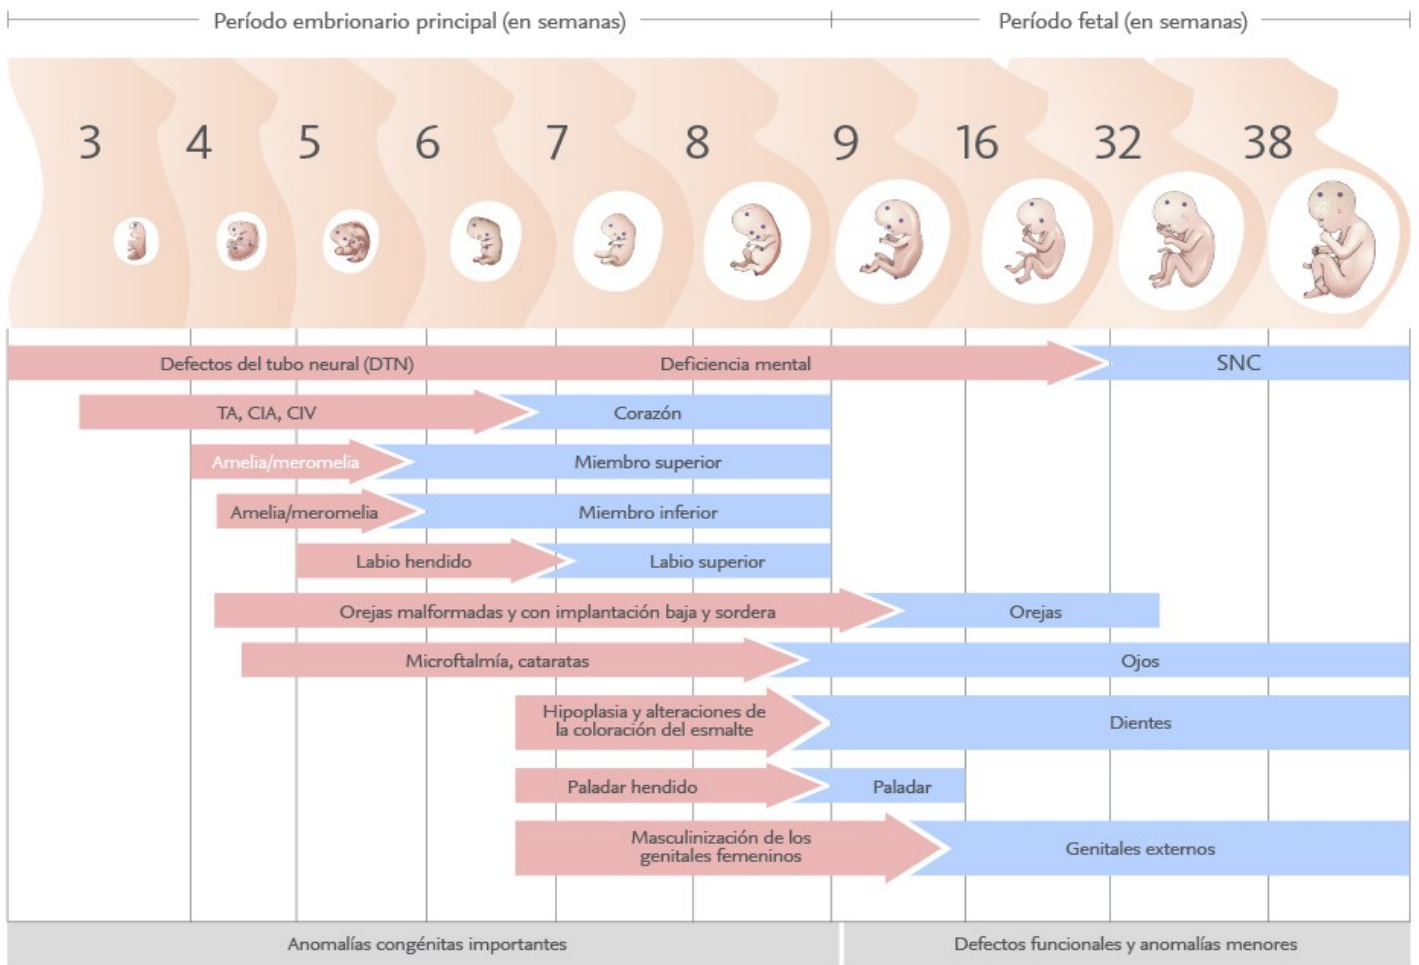 Período embrionario principal (en semanas)
Período fetal (en semanas)
3 4 5 6 7 8 9 16 32 38
Defectos del tubo neural (DTN) Deficiencia mental SNC
TA, CIA, CIV Corazón
Amelia/meromelia Miembro superior
Amelia/meromelia Miembro inferior
Labio hendido Labio superior
Orejas malformadas y con implantación baja y sordera Orejas
Microftalmía, cataratas Ojos
Hipoplasia y alteraciones de
la coloración del esmalte
Dientes
Paladar hendido Paladar
Masculinización de los
genitales femeninos
Genitales externos
Anomalías congénitas importantes
Defectos funcionales y anomalías menores